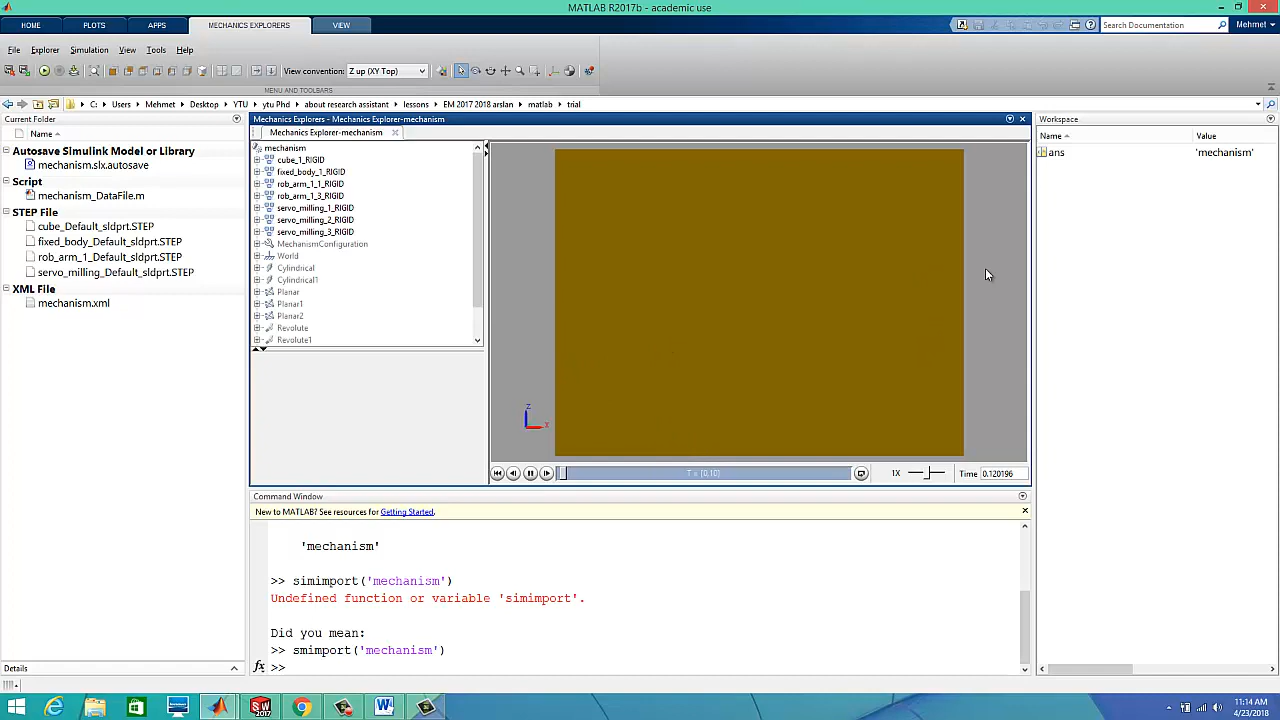 MATLAB R2017b - academic use
HOME
PLOTS
APPS
MECHANICS EXPLORERS
VIEW
Search Documentation
Mehmet
File
Explorer
Simulation
View
Tools
Help
View convention:
Z up (XY Top)
MENU AND TOOLBARS
C:
Users
Mehmet
Desktop
YTU
ytu Phd
about research assistant
lessons
EM 2017 2018 arslan
matlab
trial
Current Folder
Name
Autosave Simulink Model or Library
mechanism.slx.autosave
Script
mechanism_DataFile.m
STEP File
cube_Default_sldprt.STEP
fixed_body_Default_sldprt.STEP
rob_arm_1_Default_sldprt.STEP
servo_milling_Default_sldprt.STEP
XML File
mechanism.xml
Details
Mechanics Explorers - Mechanics Explorer-mechanism
Mechanics Explorer-mechanism
mechanism
cube_1_RIGID
fixed_body_1_RIGID
rob_arm_1_1_RIGID
rob_arm_1_3_RIGID
servo_milling_1_RIGID
servo_milling_2_RIGID
servo_milling_3_RIGID
MechanismConfiguration
World
Cylindrical
Cylindrical1
Planar
Planar1
Planar2
Revolute
Revolute1
Z
X
T x [0,10]
1X
Time
0.120196
Command Window
New to MATLAB? See resources for Getting Started.
'mechanism'
>> simimport('mechanism')
Undefined function or variable 'simimport'.
Did you mean:
>> smimport('mechanism')
fx >>
Workspace
Name
Value
ans
'mechanism'
11:14 AM
4/23/2018